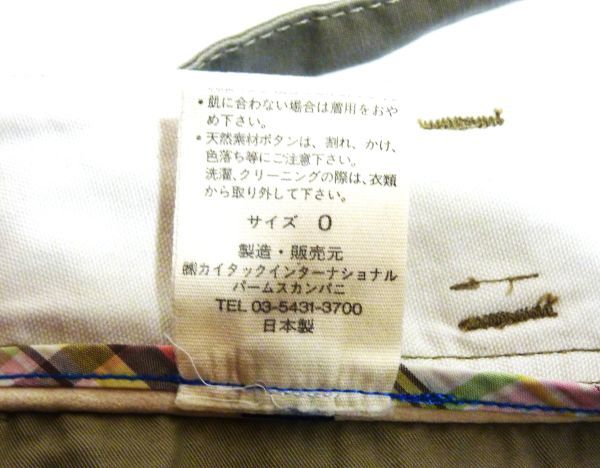 •肌に合わない場合は着用をおや
め下さい。
•天然素材ボタンは、割れ、かけ、
色落ち等にご注意下さい。
洗濯、クリーニングの際は、衣類
から取り外して下さい。
サイズ 0
製造・販売元
㈱カイタックインターナショナル
パームスカンパニ
TEL 03-5431-3700
日本製